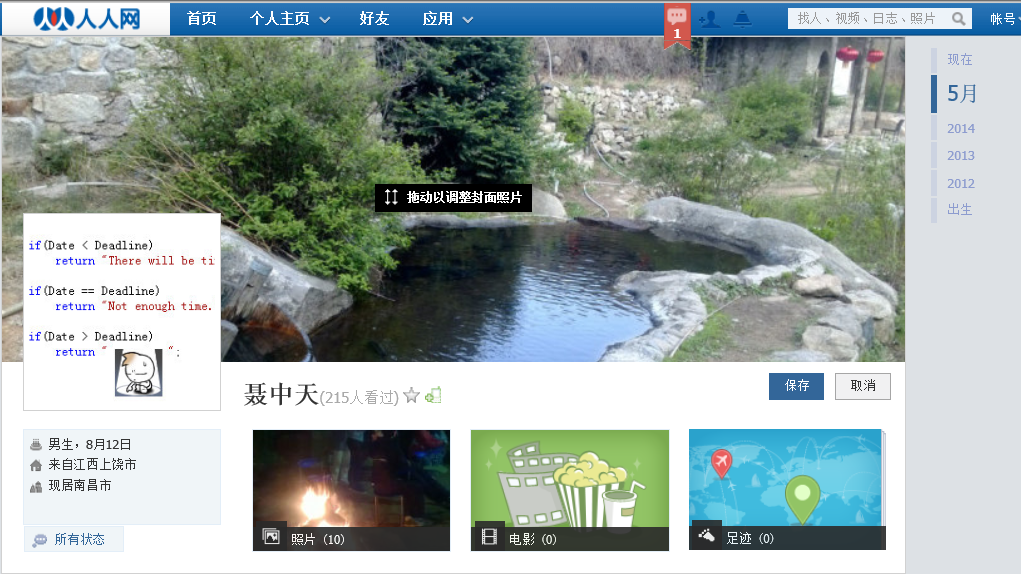 人人网 首页 个人主页 好友 应用 1 找人、视频、日志、照片 帐号
现在
5月
2014
2013
2012
出生
拖动以调整封面照片
if(Date < Deadline)
return "There will be ti
if(Date == Deadline)
return "Not enough time.
if(Date > Deadline)
return " ";
聂中天(215人看过)
保存 取消
男生，8月12日
来自江西上饶市
现居南昌市
所有状态
照片 (10)
电影 (0)
足迹 (0)